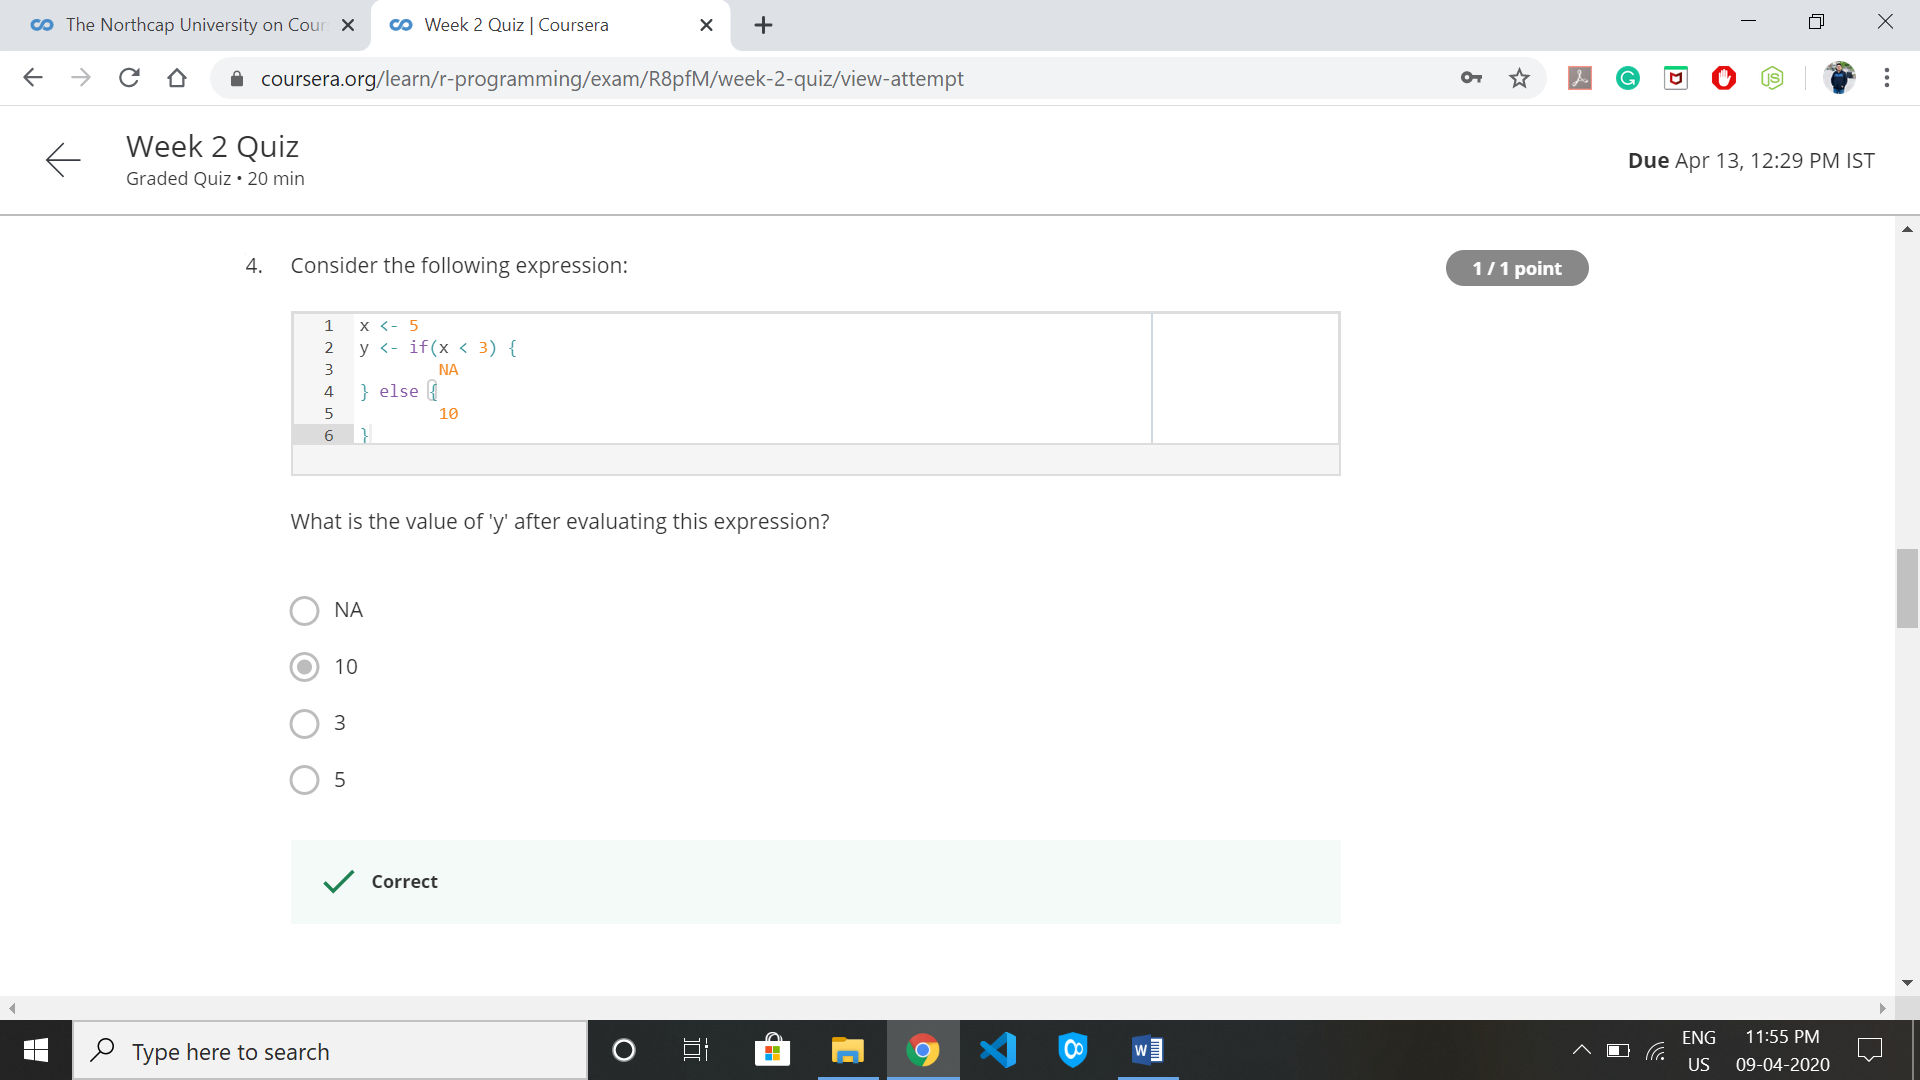 The Northcap University on Cour
Week 2 Quiz | Coursera
coursera.org/learn/r-programming/exam/R8pfM/week-2-quiz/view-attempt
Week 2 Quiz
Graded Quiz • 20 min
Due Apr 13, 12:29 PM IST
4. Consider the following expression:
1 / 1 point
1 x <- 5
2 y <- if(x < 3) {
3 NA
4 } else {
5 10
6 }
What is the value of 'y' after evaluating this expression?
NA
10
3
5
Correct
Type here to search
ENG
US
11:55 PM
09-04-2020